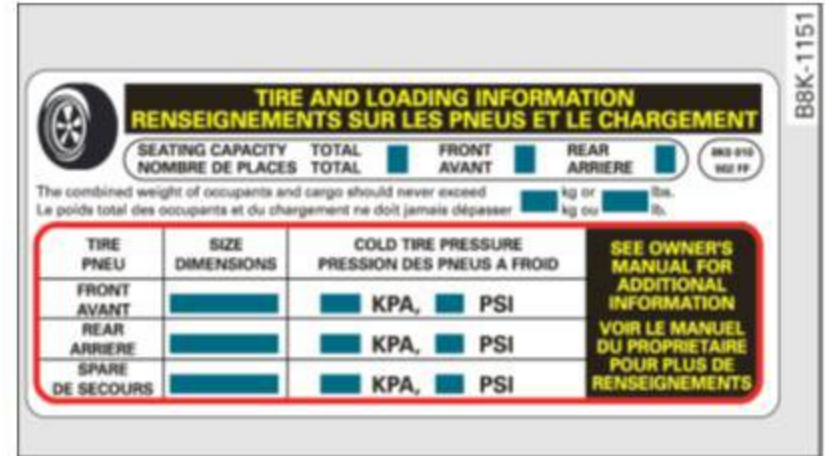 B8K-1151
TIRE AND LOADING INFORMATION
RENSEIGNEMENTS SUR LES PNEUS ET LE CHARGEMENT
SEATING CAPACITY TOTAL FRONT REAR
NOMBRE DE PLACES TOTAL AVANT ARRIERE
The combined weight of occupants and cargo should never exceed kg or lbs.
Le poids total des occupants et du chargement ne doit jamais dépasser kg ou lb.
TIRE SIZE COLD TIRE PRESSURE
PNEU DIMENSIONS PRESSION DES PNEUS A FROID
FRONT
AVANT
KPA, PSI
REAR
ARRIERE
KPA, PSI
SPARE
DE SECOURS
KPA, PSI
SEE OWNER'S
MANUAL FOR
ADDITIONAL
INFORMATION
VOIR LE MANUEL
DU PROPRIETAIRE
POUR PLUS DE
RENSEIGNEMENTS